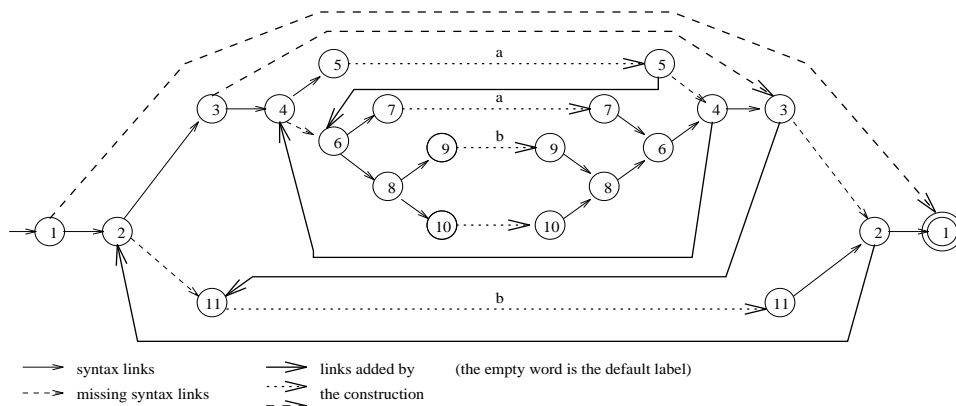 a
5 5
3 4 7 a 7 4 3
6 9 b 9 6
8 8
1 2 10 10 2 1
11 b 11
syntax links links added by (the empty word is the default label)
missing syntax links the construction